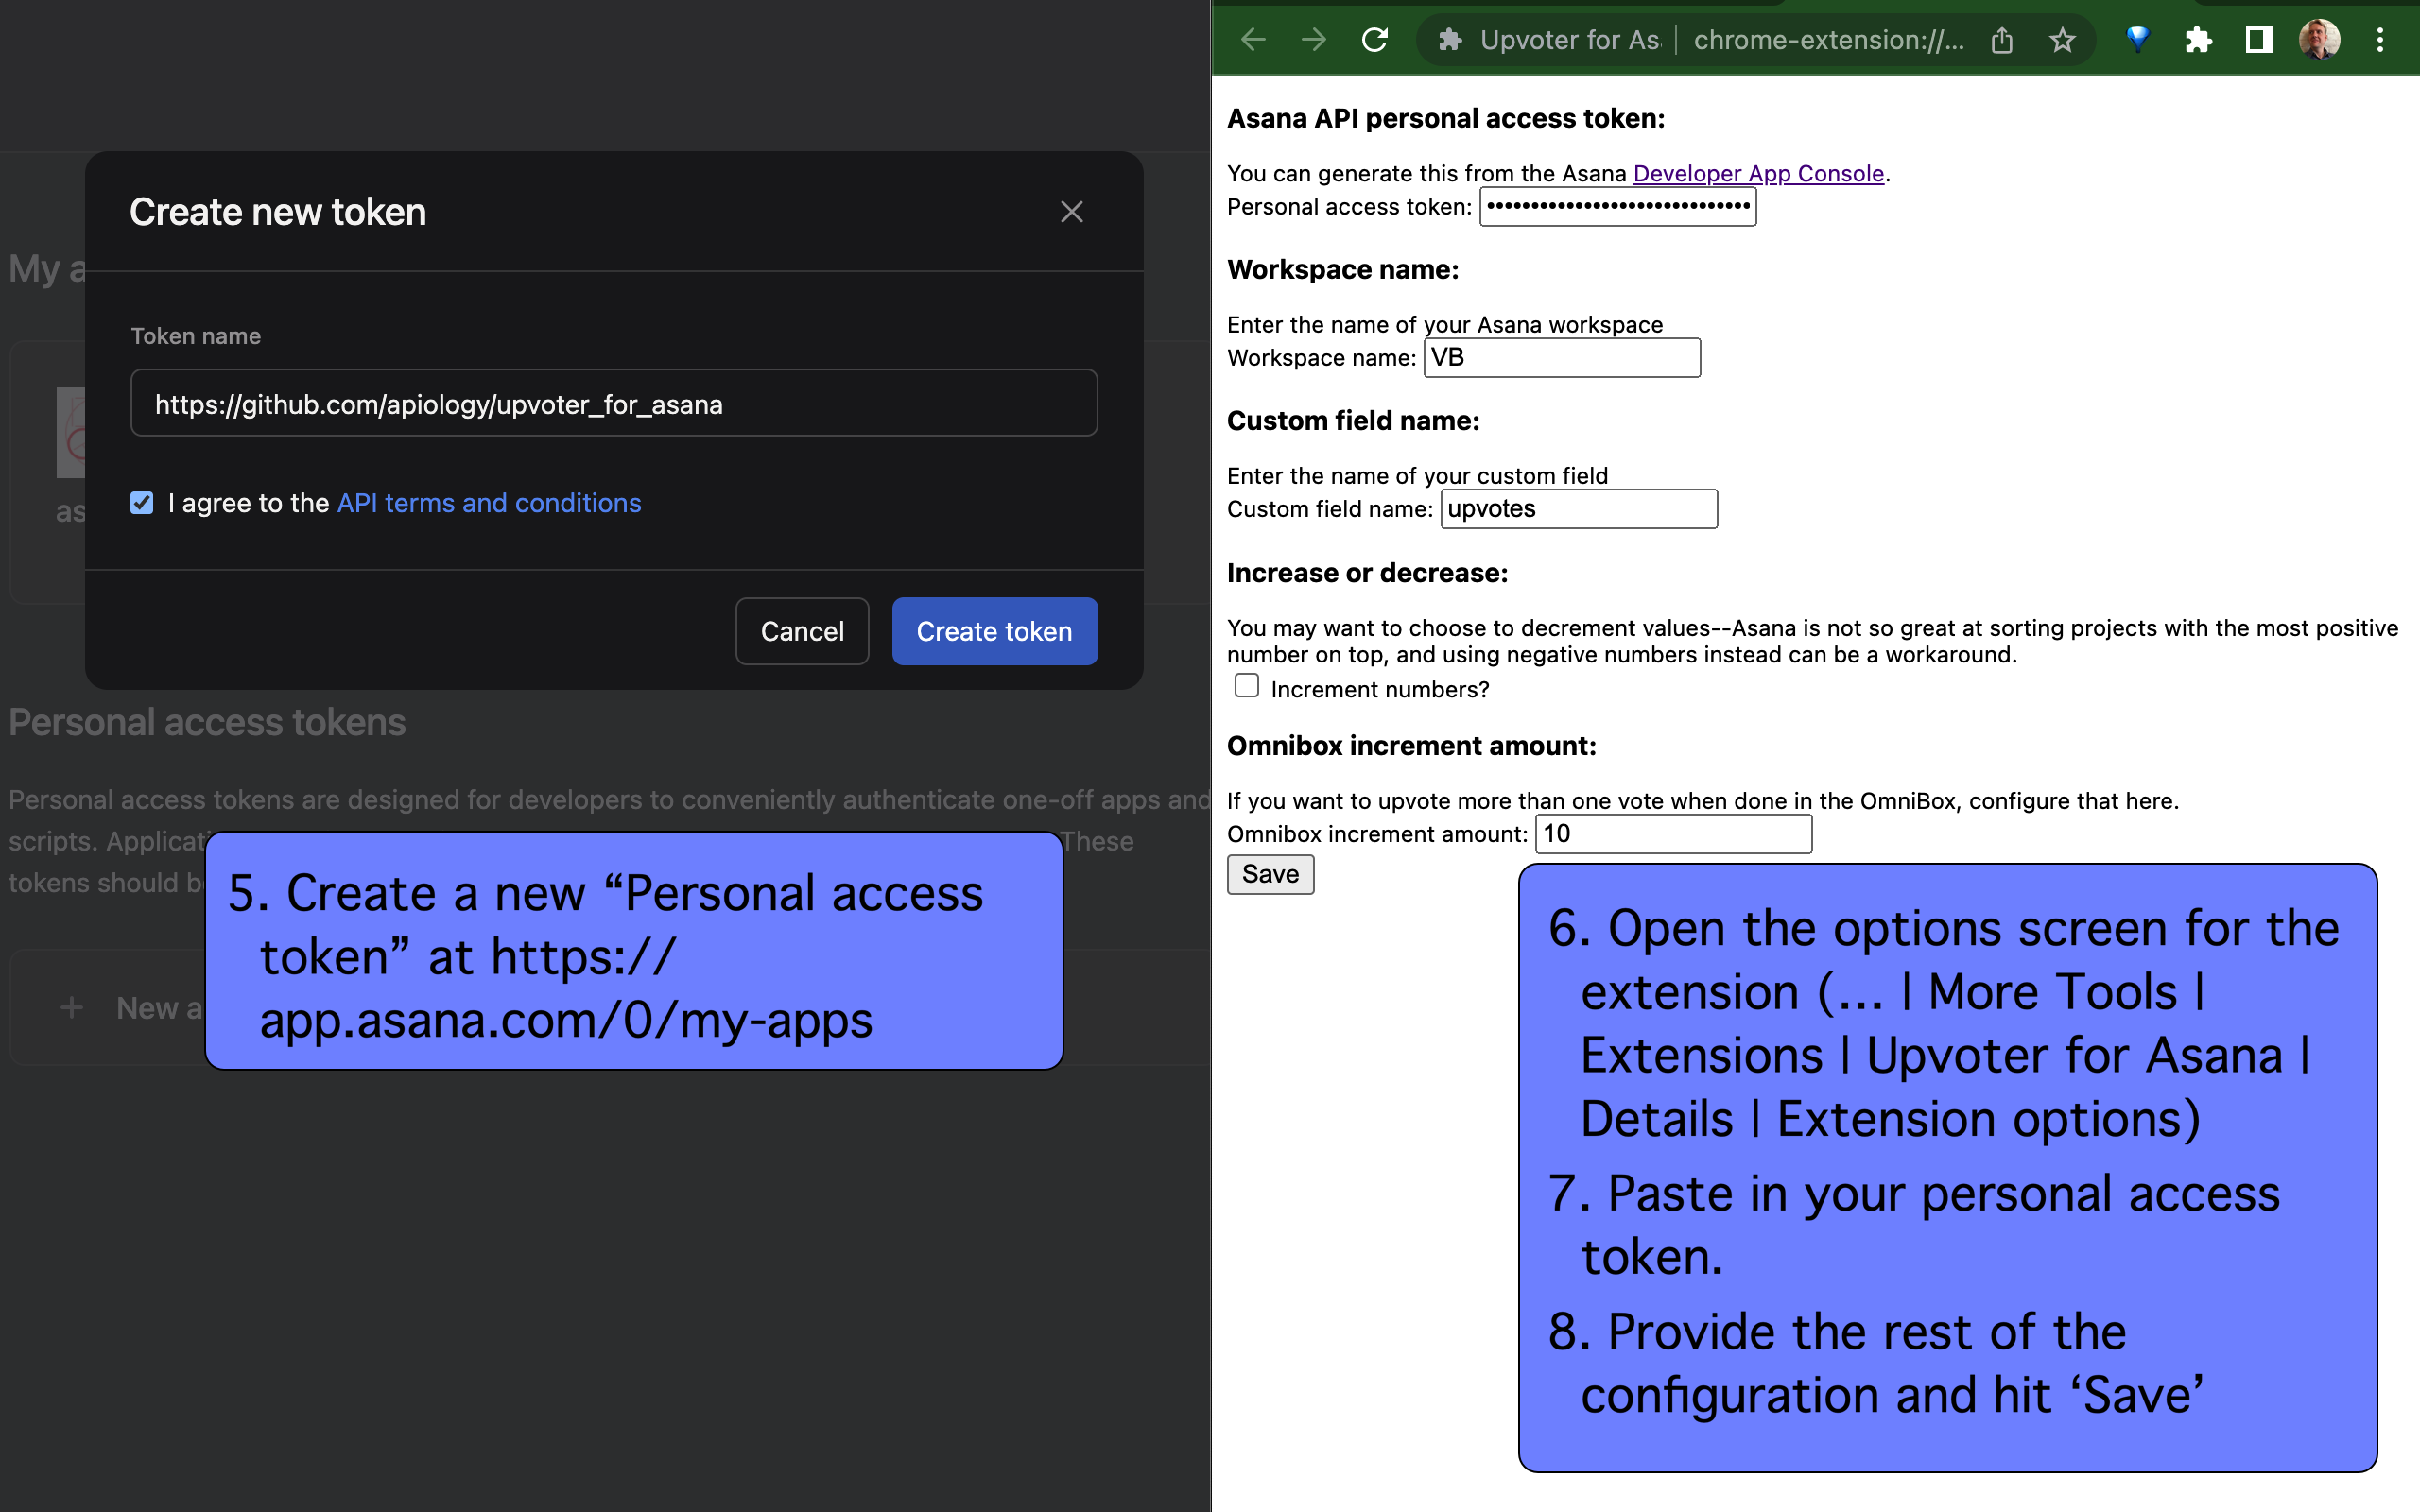 Create new token
My a
Token name
https://github.com/apiology/upvoter_for_asana
as
I agree to the API terms and conditions
Cancel
Create token
Personal access tokens
Personal access tokens are designed for developers to conveniently authenticate one-off apps and
scripts. These
tokens should
New a
5. Create a new “Personal access
token” at https://
app.asana.com/0/my-apps
Upvoter for As
chrome-extension://...
Asana API personal access token:
You can generate this from the Asana Developer App Console.
Personal access token: ••••••••••••••••••••••••••••••
Workspace name:
Enter the name of your Asana workspace
Workspace name: VB
Custom field name:
Enter the name of your custom field
Custom field name: upvotes
Increase or decrease:
You may want to choose to decrement values--Asana is not so great at sorting projects with the most positive
number on top, and using negative numbers instead can be a workaround.
Increment numbers?
Omnibox increment amount:
If you want to upvote more than one vote when done in the OmniBox, configure that here.
Omnibox increment amount: 10
Save
6. Open the options screen for the
extension (... | More Tools |
Extensions | Upvoter for Asana |
Details | Extension options)
7. Paste in your personal access
token.
8. Provide the rest of the
configuration and hit ‘Save’